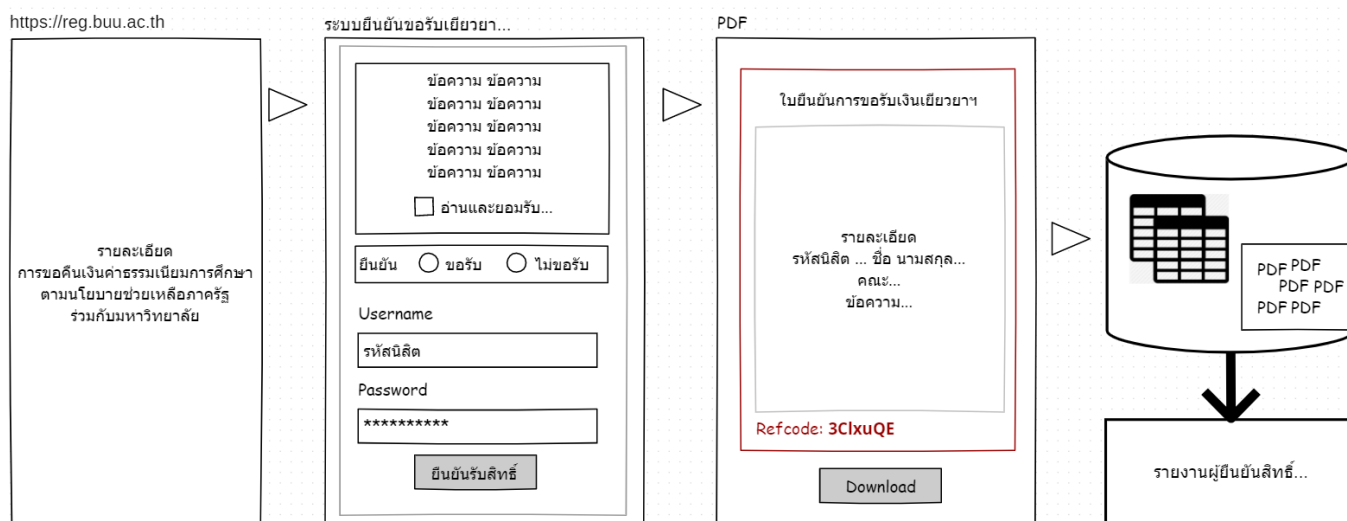 https://reg.buu.ac.th
รายละเอียด
การขอคืนเงินค่าธรรมเนียมการศึกษา
ตามนโยบายช่วยเหลือภาครัฐ
ร่วมกับมหาวิทยาลัย
ระบบยืนยันขอรับเยียวยา...
ข้อความ ข้อความ
ข้อความ ข้อความ
ข้อความ ข้อความ
ข้อความ ข้อความ
ข้อความ ข้อความ
อ่านและยอมรับ...
ยืนยัน ขอรับ ไม่ขอรับ
Username
รหัสนิสิต
Password
**********
ยืนยันรับสิทธิ์
PDF
ใบยืนยันการขอรับเงินเยียวยาฯ
รายละเอียด
รหัสนิสิต ... ชื่อ นามสกุล...
คณะ...
ข้อความ...
Refcode: 3ClxuQE
Download
PDF PDF
PDF PDF
PDF PDF
รายงานผู้ยืนยันสิทธิ์...